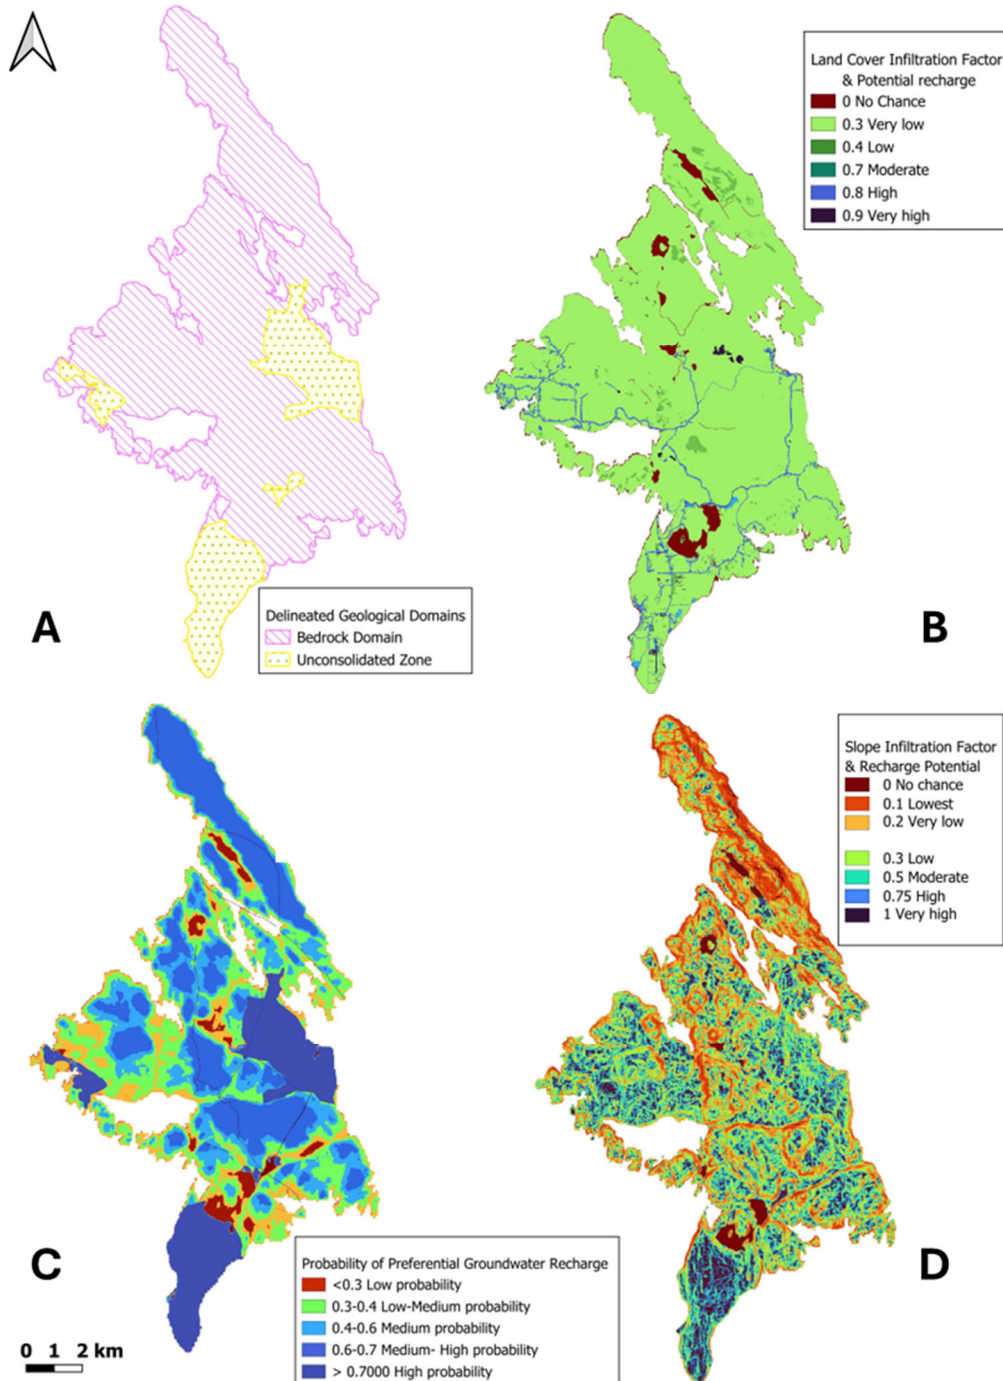 Land Cover Infiltration Factor
& Potential recharge
0 No Chance
0.3 Very low
0.4 Low
0.7 Moderate
0.8 High
0.9 Very high
A
Delineated Geological Domains
Bedrock Domain
Unconsolidated Zone
B
Slope Infiltration Factor
& Recharge Potential
0 No chance
0.1 Lowest
0.2 Very low
0.3 Low
0.5 Moderate
0.75 High
1 Very high
C
Probability of Preferential Groundwater Recharge
<0.3 Low probability
0.3-0.4 Low-Medium probability
0.4-0.6 Medium probability
0.6-0.7 Medium- High probability
> 0.7000 High probability
D
0 1 2 km